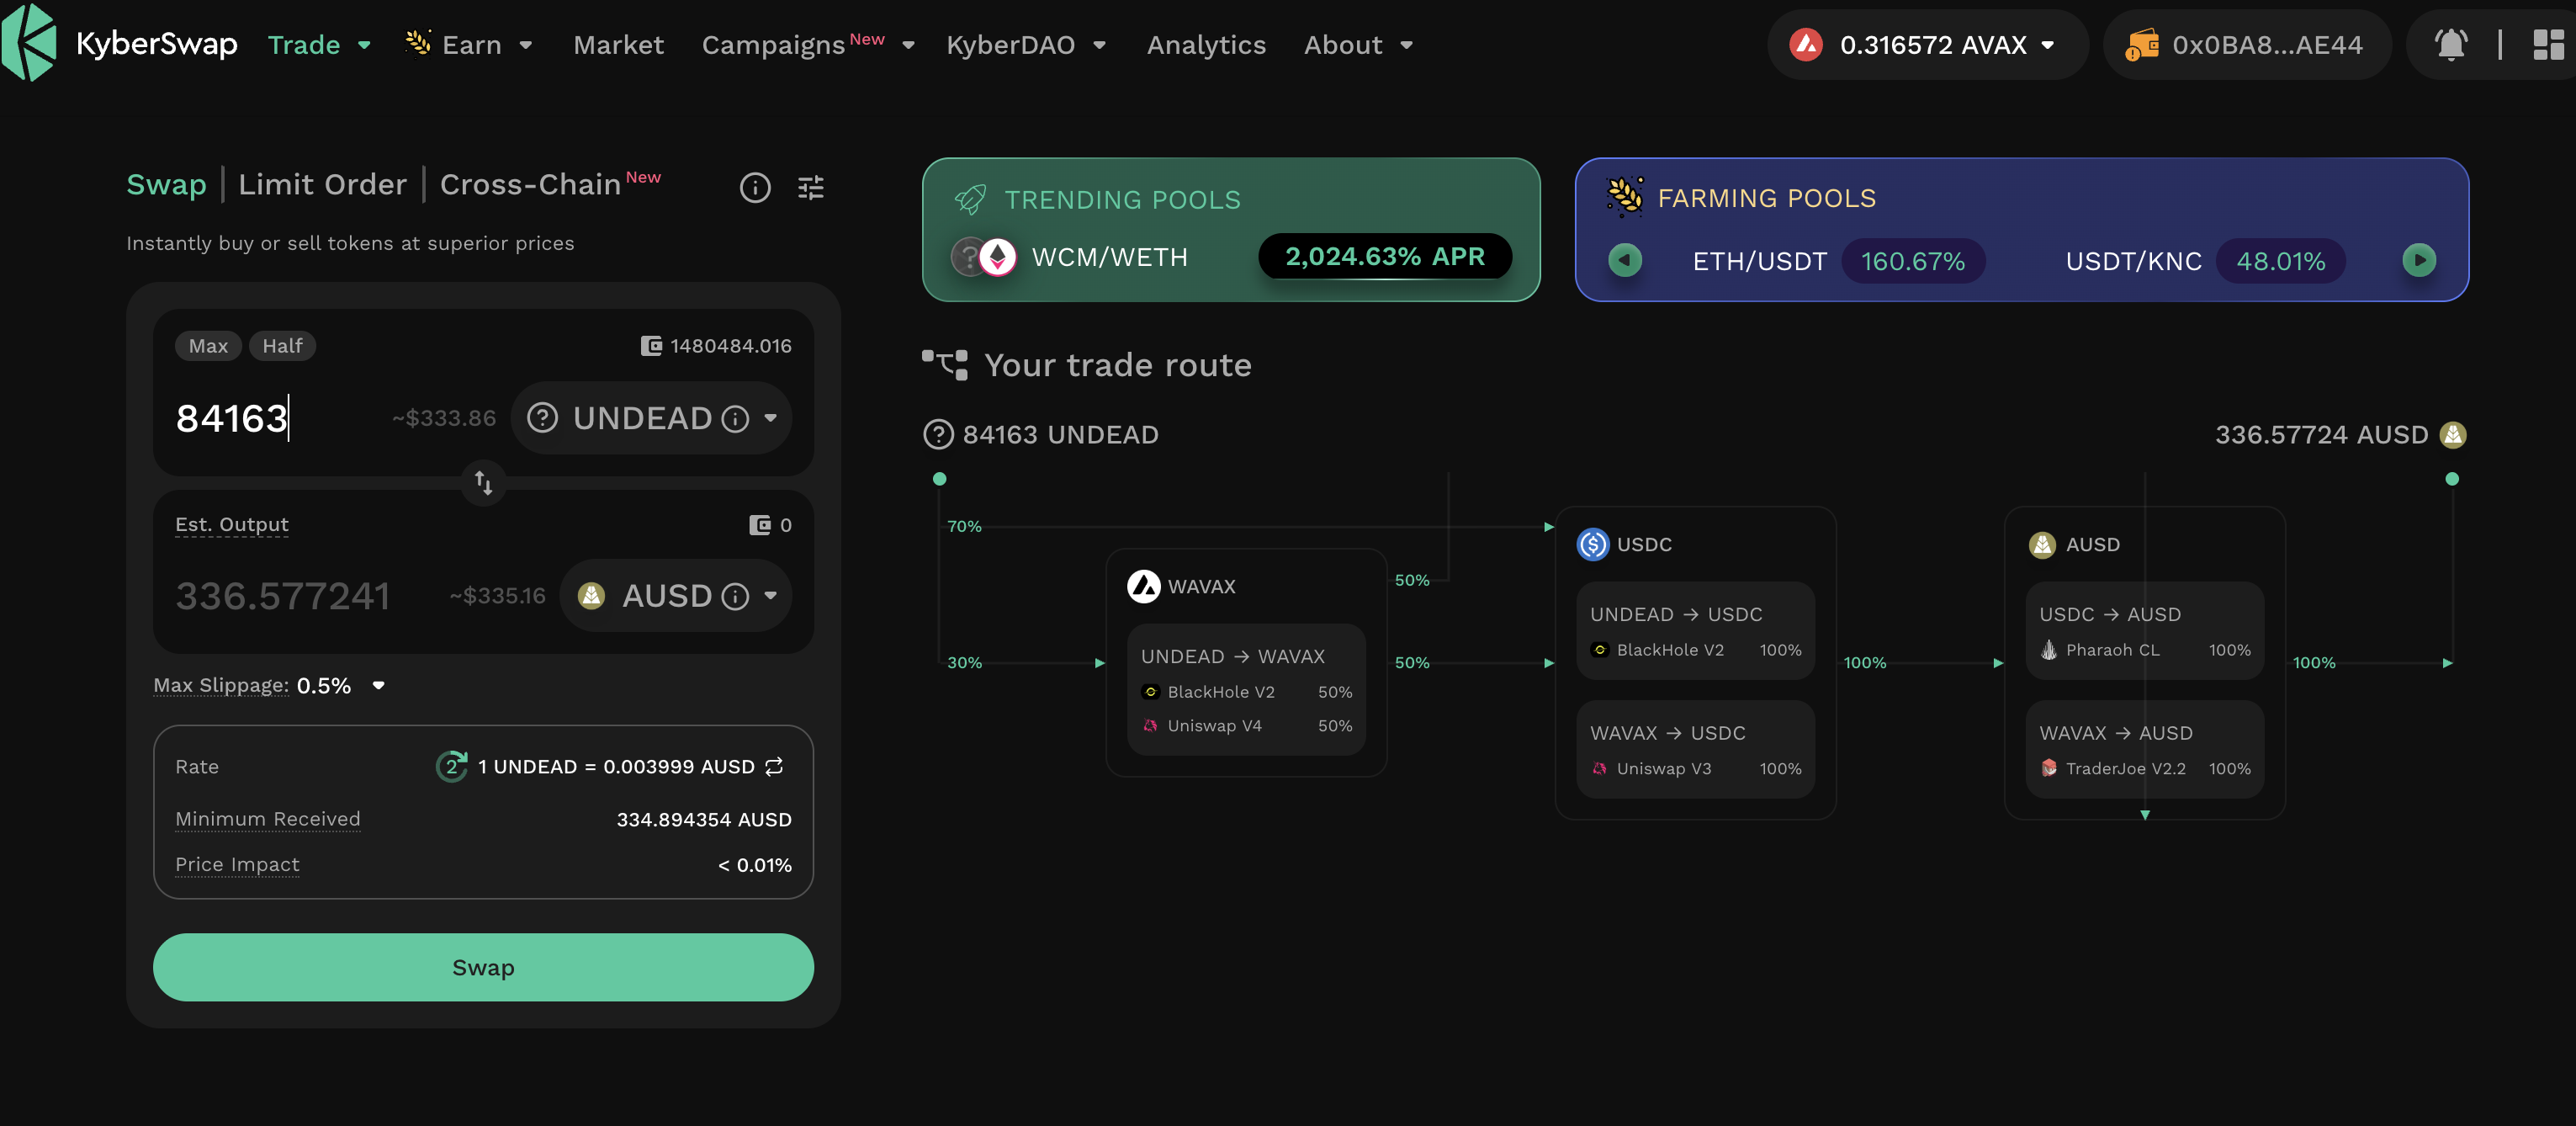 KyberSwap Trade Earn Market Campaigns New KyberDAO Analytics About 0.316572 AVAX 0x0BA8...AE44
Swap | Limit Order | Cross-Chain New
Instantly buy or sell tokens at superior prices
Max Half 1480484.016
84163 ~$333.86 UNDEAD
Est. Output 0
336.577241 ~$335.16 AUSD
Max Slippage: 0.5%
Rate 2 1 UNDEAD = 0.003999 AUSD
Minimum Received 334.894354 AUSD
Price Impact < 0.01%
Swap
TRENDING POOLS
WCM/WETH 2,024.63% APR
FARMING POOLS
ETH/USDT 160.67% USDT/KNC 48.01%
Your trade route
84163 UNDEAD 336.57724 AUSD
70%
30%
WAVAX
UNDEAD → WAVAX
BlackHole V2 50%
Uniswap V4 50%
50%
50%
USDC
UNDEAD → USDC
BlackHole V2 100%
WAVAX → USDC
Uniswap V3 100%
100%
AUSD
USDC → AUSD
Pharaoh CL 100%
WAVAX → AUSD
TraderJoe V2.2 100%
100%